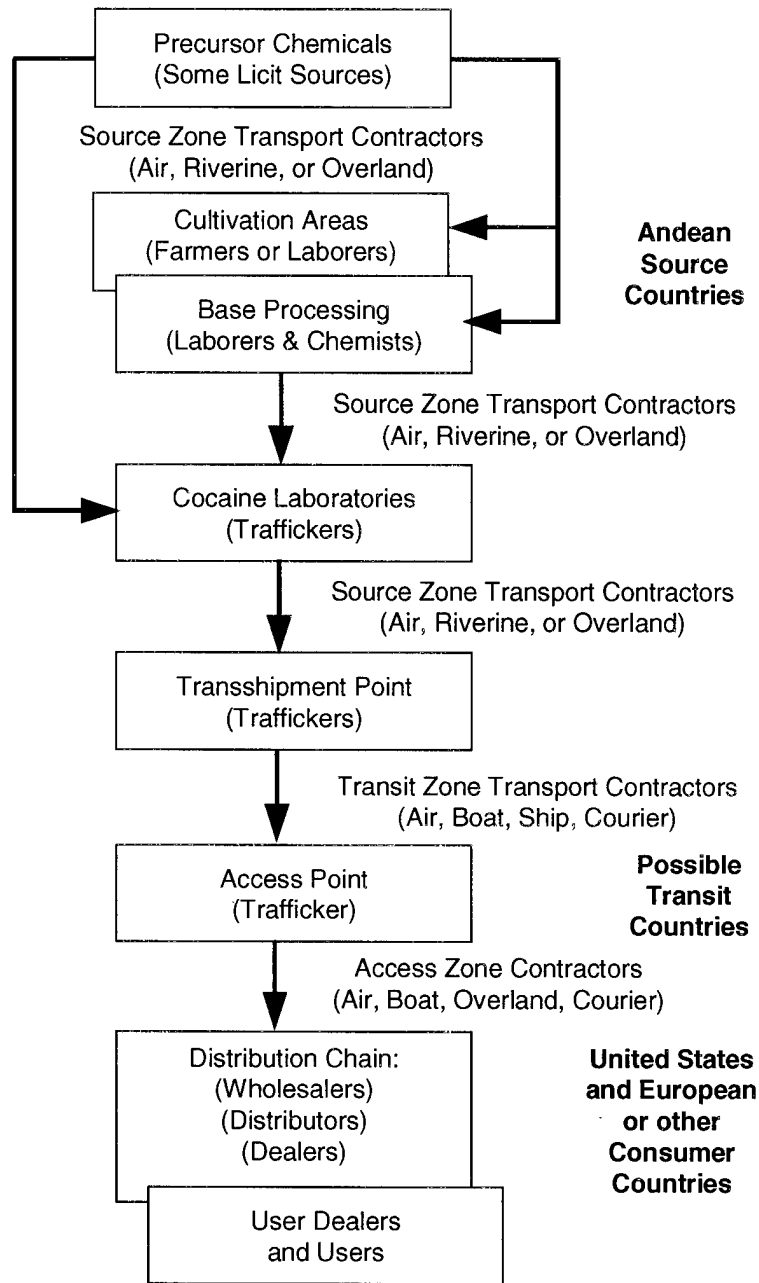 Precursor Chemicals
(Some Licit Sources)
Source Zone Transport Contractors
(Air, Riverine, or Overland)
Cultivation Areas
(Farmers or Laborers)
Andean
Source
Countries
Base Processing
(Laborers & Chemists)
Source Zone Transport Contractors
(Air, Riverine, or Overland)
Cocaine Laboratories
(Traffickers)
Source Zone Transport Contractors
(Air, Riverine, or Overland)
Transshipment Point
(Traffickers)
Transit Zone Transport Contractors
(Air, Boat, Ship, Courier)
Access Point
(Trafficker)
Possible
Transit
Countries
Access Zone Contractors
(Air, Boat, Overland, Courier)
Distribution Chain:
(Wholesalers)
(Distributors)
(Dealers)
United States
and European
or other
Consumer
Countries
User Dealers
and Users